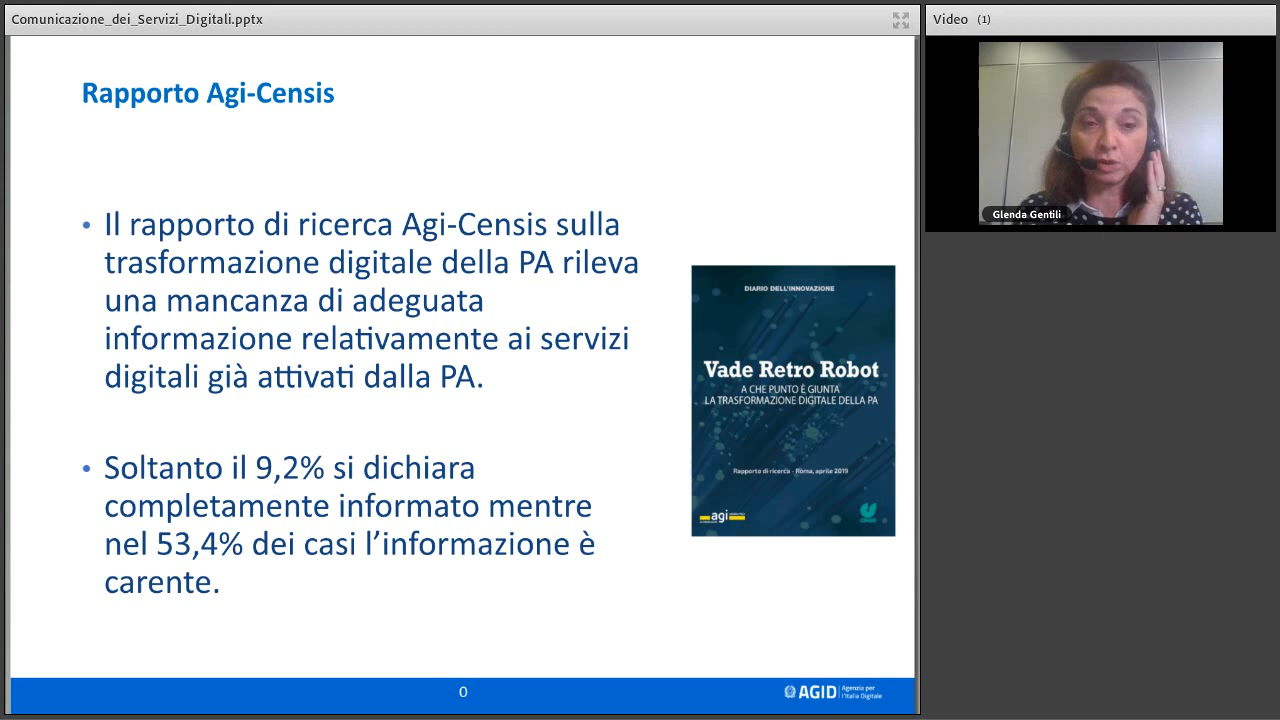 Comunicazione_dei_Servizi_Digitali.pptx
Video (1)
Glenda Gentili
Rapporto Agi-Censis
• Il rapporto di ricerca Agi-Censis sulla
trasformazione digitale della PA rileva
una mancanza di adeguata
informazione relativamente ai servizi
digitali già attivati dalla PA.
• Soltanto il 9,2% si dichiara
completamente informato mentre
nel 53,4% dei casi l’informazione è
carente.
DIARIO DELL'INNOVAZIONE
Vade Retro Robot
A CHE PUNTO È GIUNTA
LA TRASFORMAZIONE DIGITALE DELLA PA
Rapporto di ricerca - Roma, aprile 2019
agi
0
AGID
Agenzia per
l'Italia Digitale